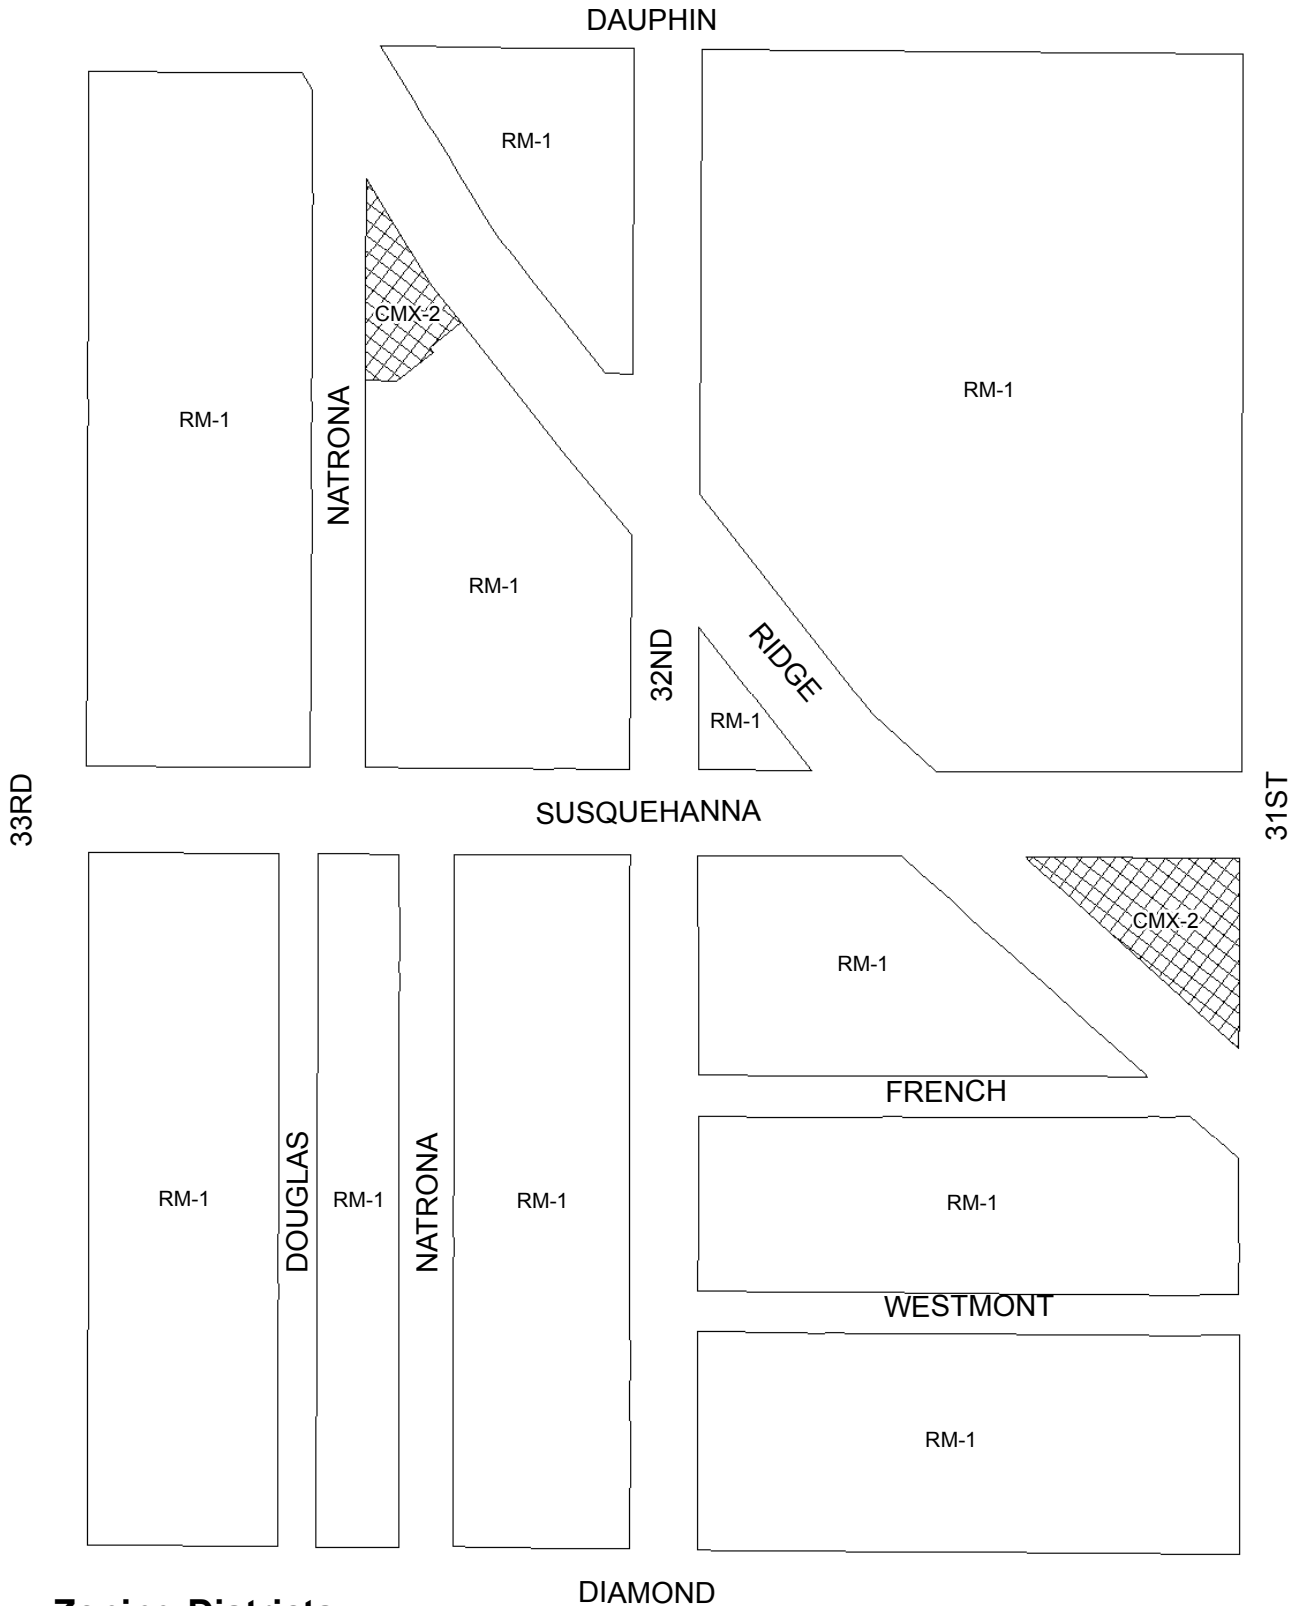 DAUPHIN
RM-1
CMX-2
RM-1
RM-1
NATRONA
RM-1
32ND
RIDGE
RM-1
33RD
SUSQUEHANNA
31ST
CMX-2
RM-1
FRENCH
RM-1
DOUGLAS
RM-1
NATRONA
RM-1
RM-1
WESTMONT
RM-1
DIAMOND
Zoning Districts